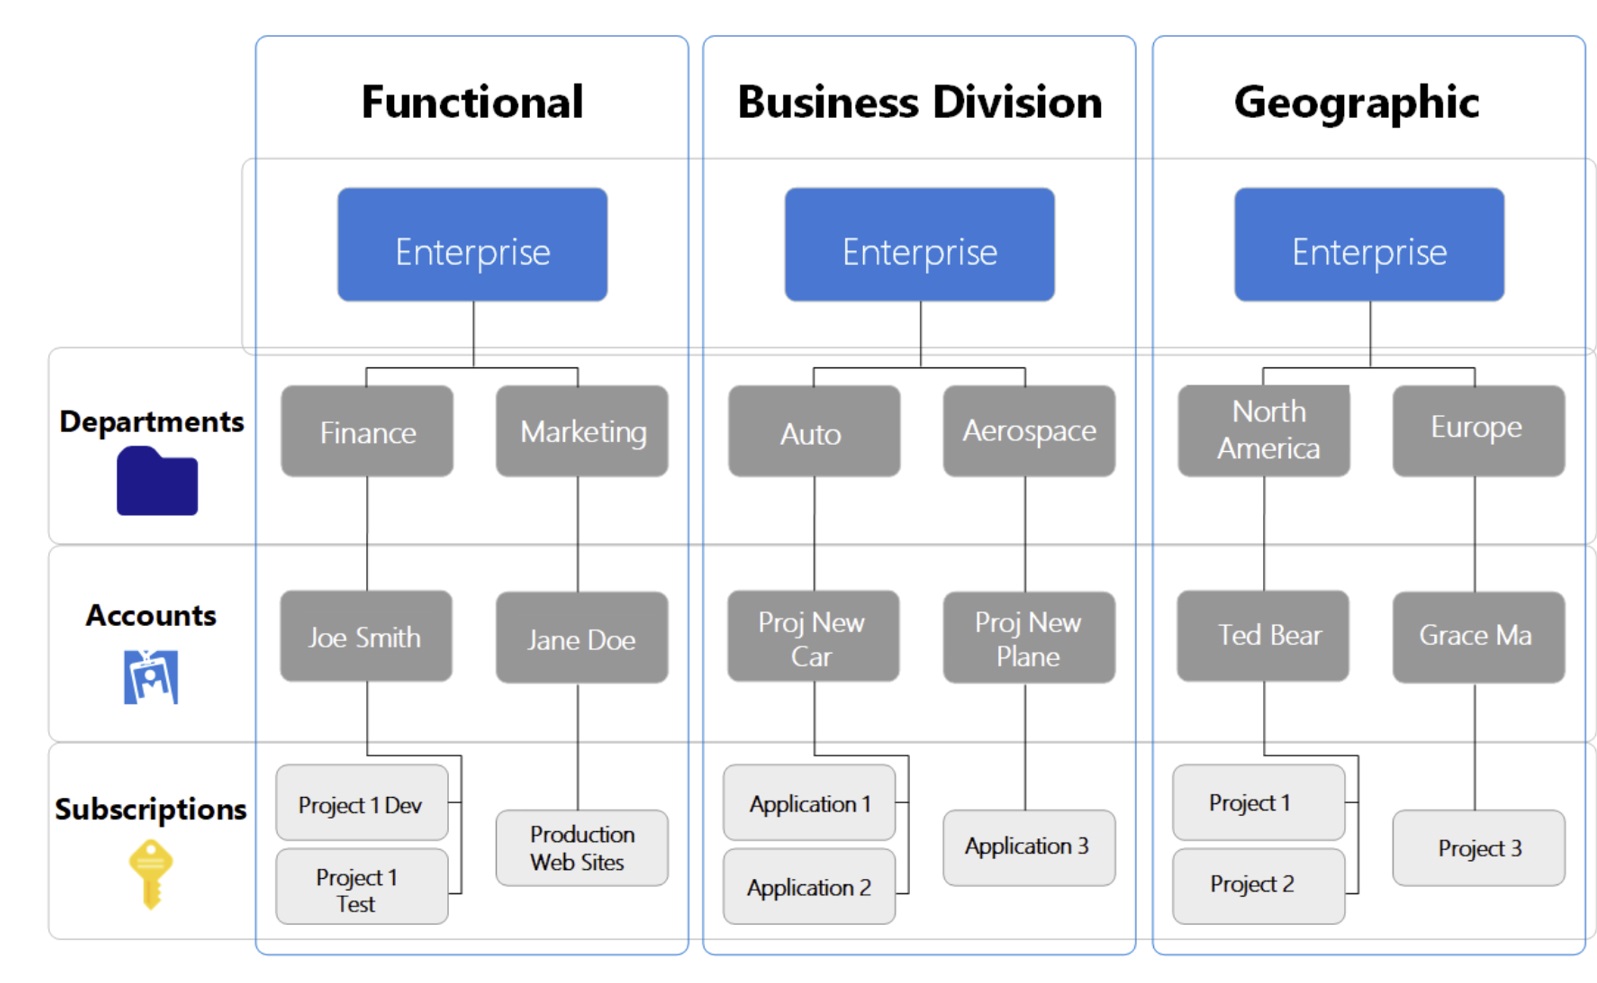 Functional
Business Division
Geographic
Enterprise
Enterprise
Enterprise
Departments
Finance
Marketing
Auto
Aerospace
North
America
Europe
Accounts
Joe Smith
Jane Doe
Proj New
Car
Proj New
Plane
Ted Bear
Grace Ma
Subscriptions
Project 1 Dev
Project 1
Test
Production
Web Sites
Application 1
Application 2
Application 3
Project 1
Project 2
Project 3